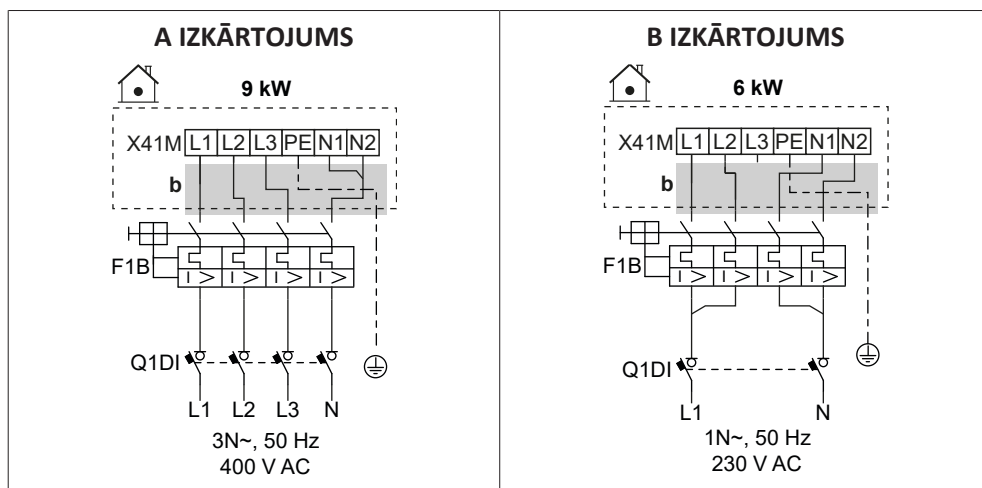 A IZKĀRTOJUMS
9 kW
X41M L1 L2 L3 PE N1 N2
b
F1B
I > I > I > I >
Q1DI
L1 L2 L3 N
3N~, 50 Hz
400 V AC
B IZKĀRTOJUMS
6 kW
X41M L1 L2 L3 PE N1 N2
b
F1B
I > I > I > I >
Q1DI
L1 N
1N~, 50 Hz
230 V AC